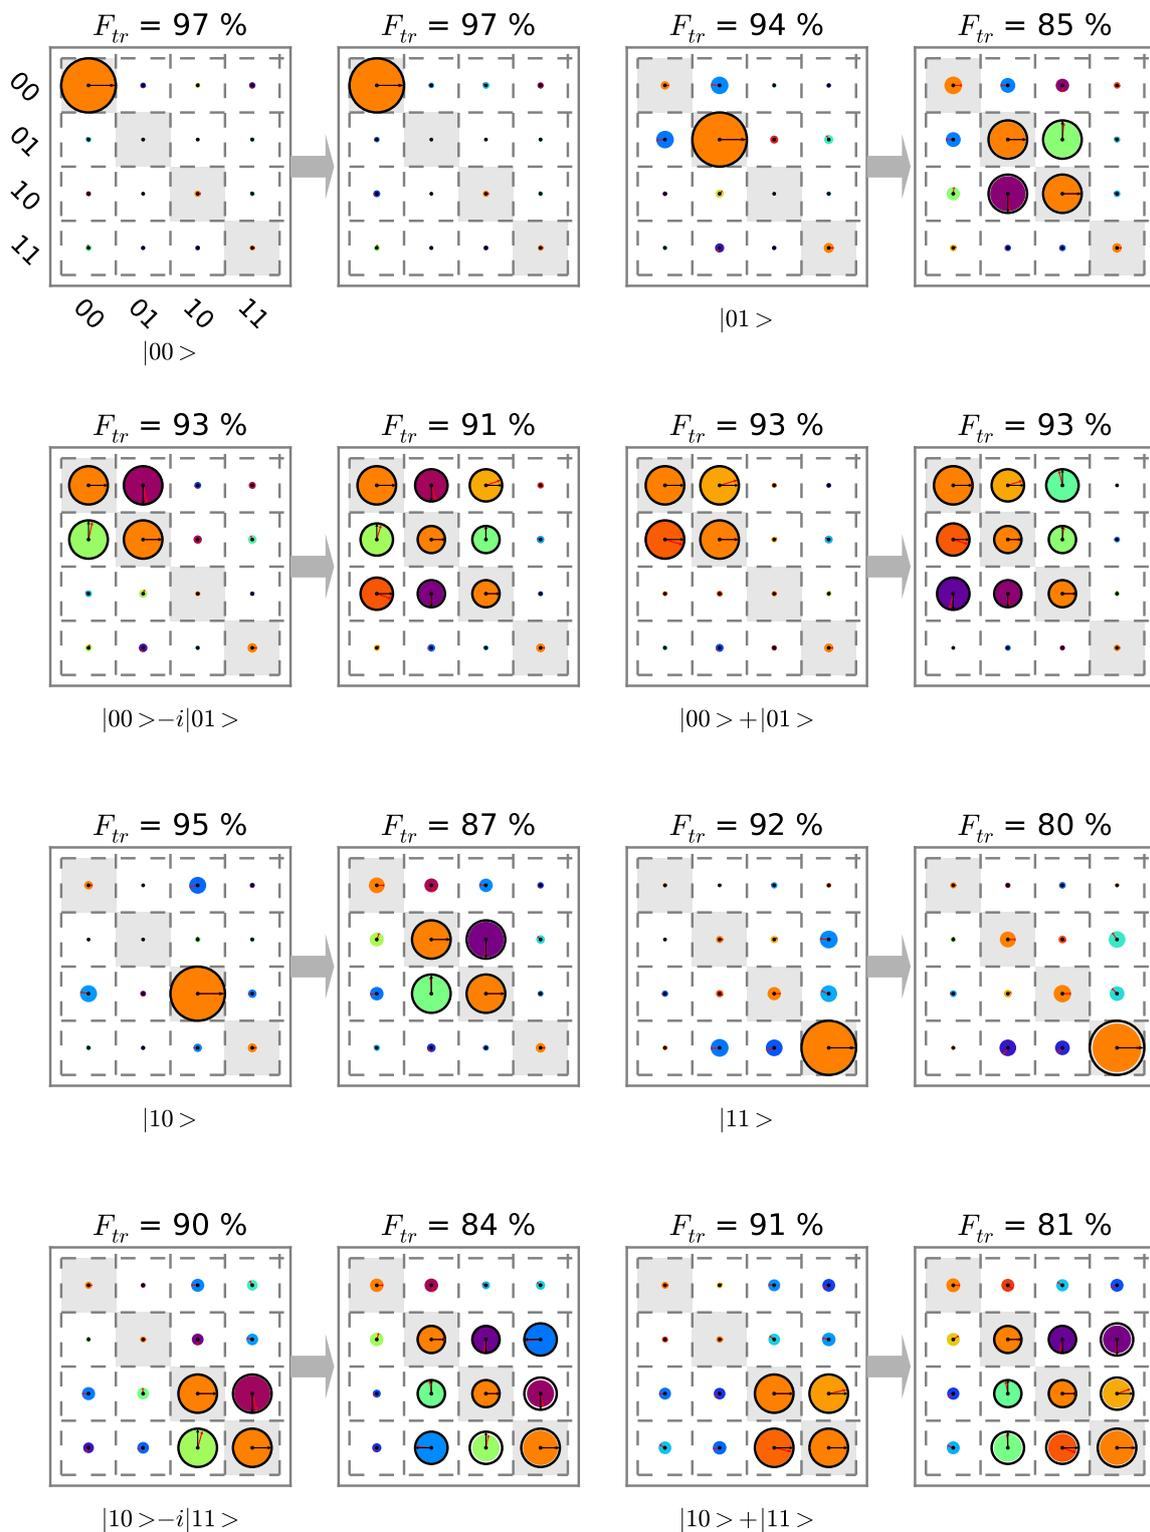 F_tr = 97 % F_tr = 97 % F_tr = 94 % F_tr = 85 %
00
01
10
11
00 01 10 11
|00 > |01 >
F_tr = 93 % F_tr = 91 % F_tr = 93 % F_tr = 93 %
|00 >−i|01 > |00 >+|01 >
F_tr = 95 % F_tr = 87 % F_tr = 92 % F_tr = 80 %
|10 > |11 >
F_tr = 90 % F_tr = 84 % F_tr = 91 % F_tr = 81 %
|10 >−i|11 > |10 >+|11 >